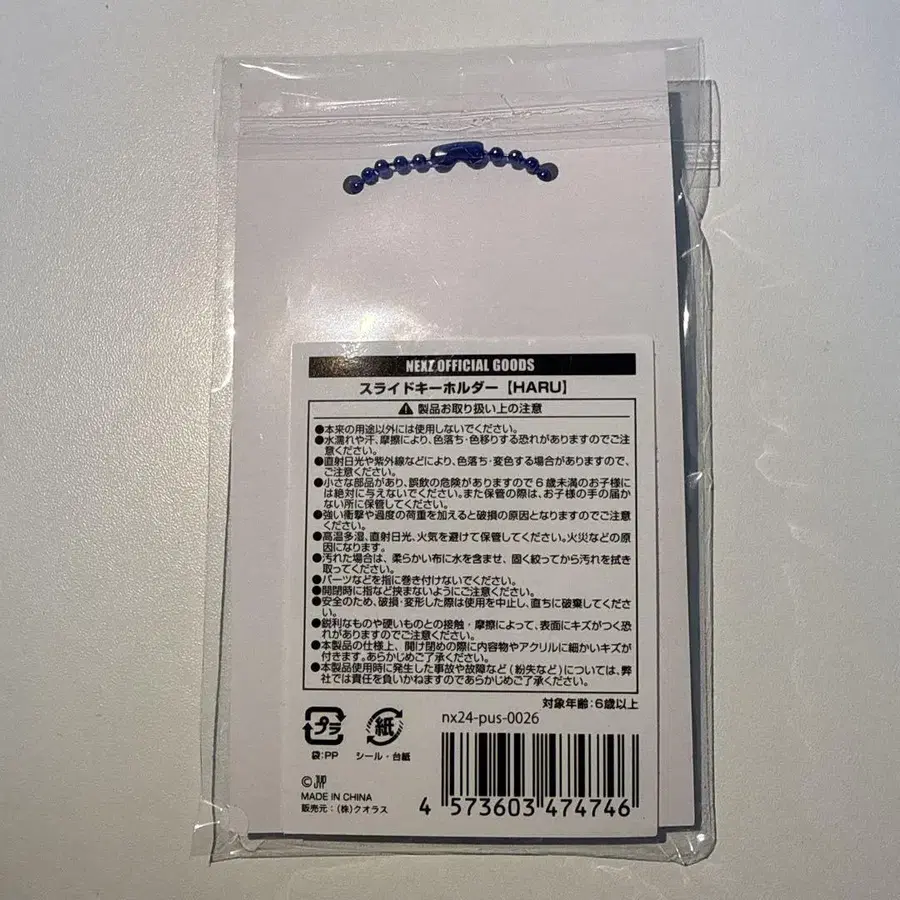 NEXZ OFFICIAL GOODS
スライドキーホルダー【HARU】
⚠ 製品お取り扱い上の注意
●本来の用途以外には使用しないでください。
●水濡れや汗、摩擦により、色落ち・色移りする恐れがありますのでご注
意ください。
●直射日光や紫外線などにより、色落ち・変色する場合がありますので、
ご注意ください。
●小さな部品があり、誤飲の危険がありますので6歳未満のお子様に
は絶対に与えないでください。また保管の際は、お子様の手の届か
ない所に保管してください。
●強い衝撃や過度の荷重を加えると破損の原因となりますのでご注意
ください。
●高温多湿、直射日光、火気を避けて保管してください。火災などの原
因になります。
●汚れた場合は、柔らかい布に水を含ませ、固く絞ってから汚れを拭き
取ってください。
●パーツなどを指に巻き付けないでください。
●開閉時に指など挟まないようにご注意ください。
●安全のため、破損・変形した際は使用を中止し、直ちに破棄してくださ
い。
●鋭利なものや硬いものとの接触・摩擦によって、表面にキズがつく恐
れがありますのでご注意ください。
●本製品の仕様上、開け閉めの際に内容物やアクリルに細かいキズが
付きます。あらかじめご了承ください。
●本製品使用時に発生した事故や故障など(紛失など)については、弊
社では責任を負いかねますのであらかじめご了承ください。
対象年齢:6歳以上
プラ
袋:PP
紙
シール・台紙
nx24-pus-0026
©JYP
MADE IN CHINA
販売元:(株)クオラス
4 573603 474746